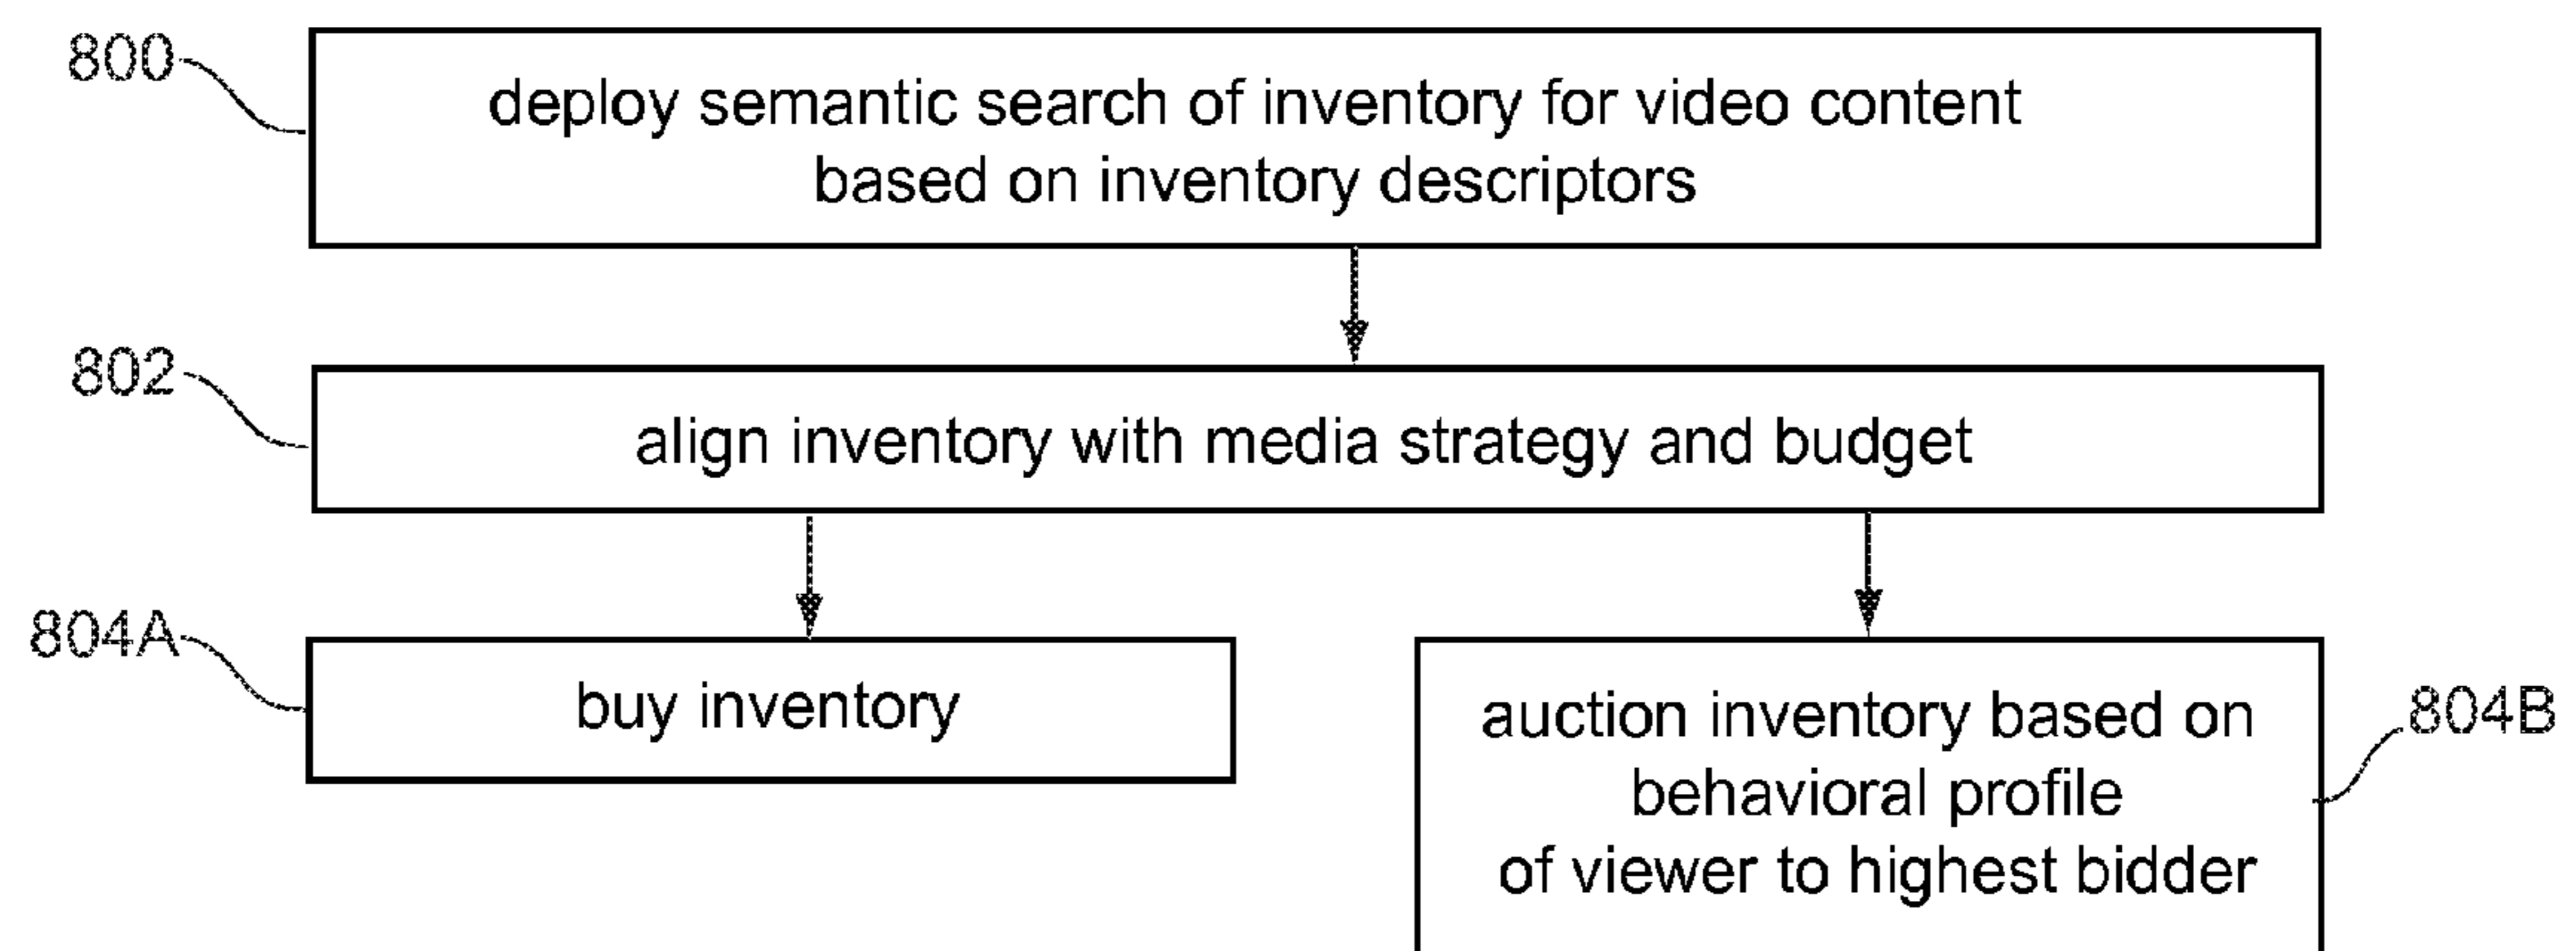 800
deploy semantic search of inventory for video content
based on inventory descriptors
802
align inventory with media strategy and budget
804A
buy inventory
auction inventory based on
behavioral profile
of viewer to highest bidder
804B